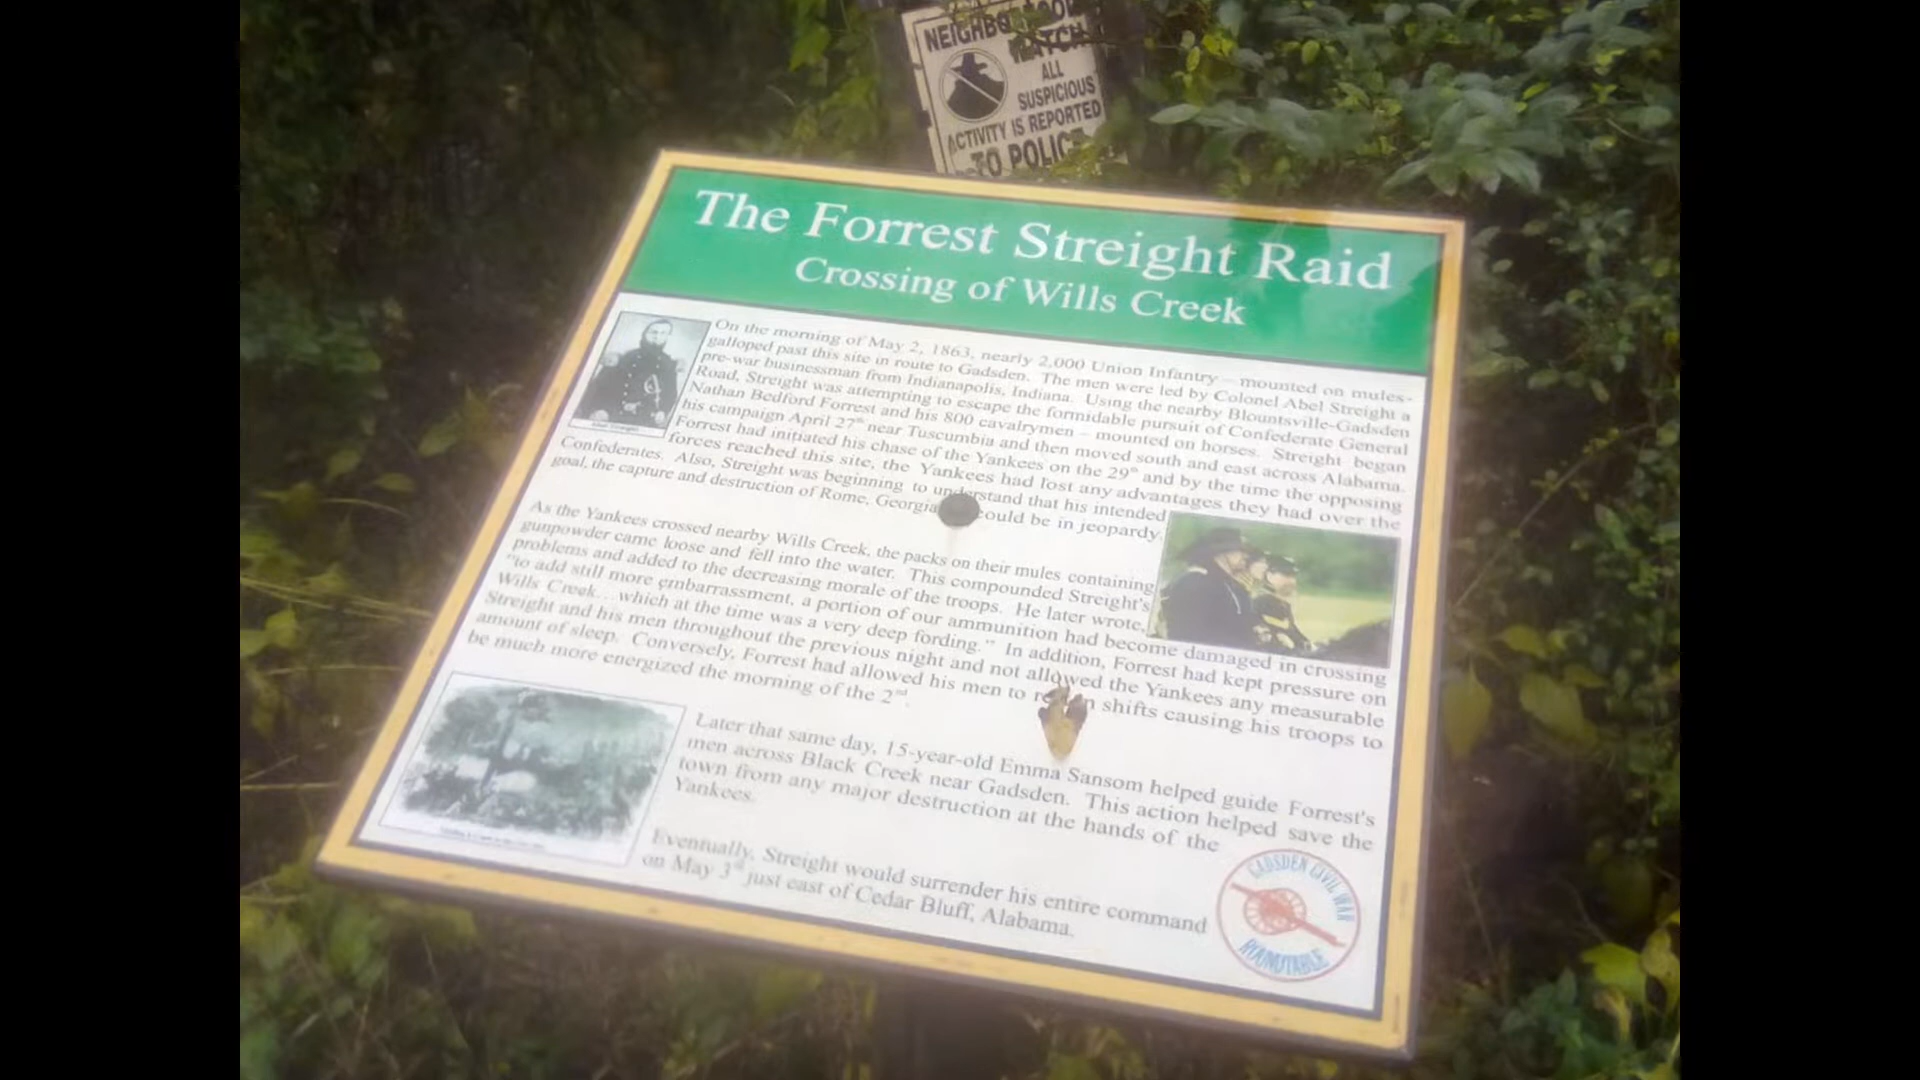 NEIGHBORHOOD
WATCH
ALL
SUSPICIOUS
ACTIVITY IS REPORTED
TO POLICE
The Forrest Streight Raid
Crossing of Wills Creek
On the morning of May 2, 1863, nearly 2,000 Union Infantry – mounted on mules-
galloped past this site in route to Gadsden. The men were led by Colonel Abel Streight a
pre-war businessman from Indianapolis, Indiana. Using the nearby Blountsville-Gadsden
Road, Streight was attempting to escape the formidable pursuit of Confederate General
Nathan Bedford Forrest and his 800 cavalrymen – mounted on horses. Streight began
his campaign April 27th near Tuscumbia and then moved south and east across Alabama.
Forrest had initiated his chase of the Yankees on the 29th and by the time the opposing
forces reached this site, the Yankees had lost any advantages they had over the
Confederates. Also, Streight was beginning to understand that his intended
goal, the capture and destruction of Rome, Georgia could be in jeopardy.
As the Yankees crossed nearby Wills Creek, the packs on their mules containing
gunpowder came loose and fell into the water. This compounded Streight's
problems and added to the decreasing morale of the troops. He later wrote,
"to add still more embarrassment, a portion of our ammunition had become damaged in crossing
Wills Creek…which at the time was a very deep fording." In addition, Forrest had kept pressure on
Streight and his men throughout the previous night and not allowed the Yankees any measurable
amount of sleep. Conversely, Forrest had allowed his men to rest in shifts causing his troops to
be much more energized the morning of the 2nd.
Later that same day, 15-year-old Emma Sansom helped guide Forrest's
men across Black Creek near Gadsden. This action helped save the
town from any major destruction at the hands of the
Yankees.
Eventually, Streight would surrender his entire command
on May 3rd just east of Cedar Bluff, Alabama.
GADSDEN CIVIL WAR
ROUNDTABLE